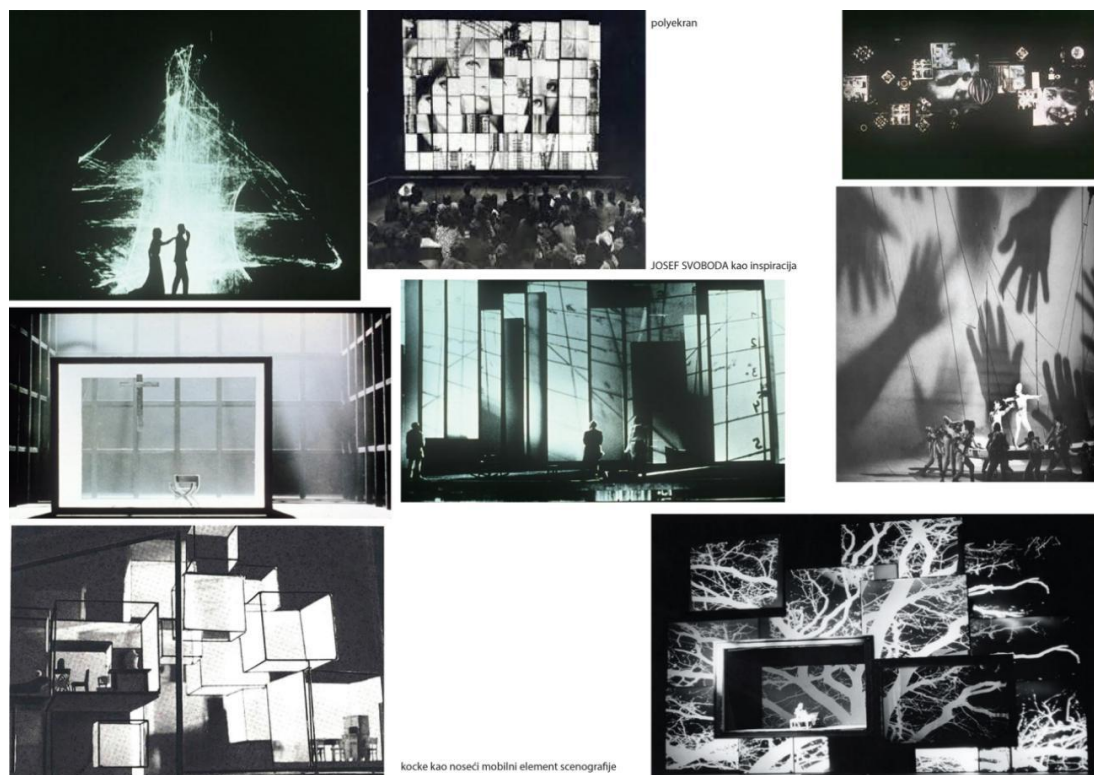 polyekran
JOSEF SVOBODA kao inspiracija
kocke kao noseći mobilni element scenografije